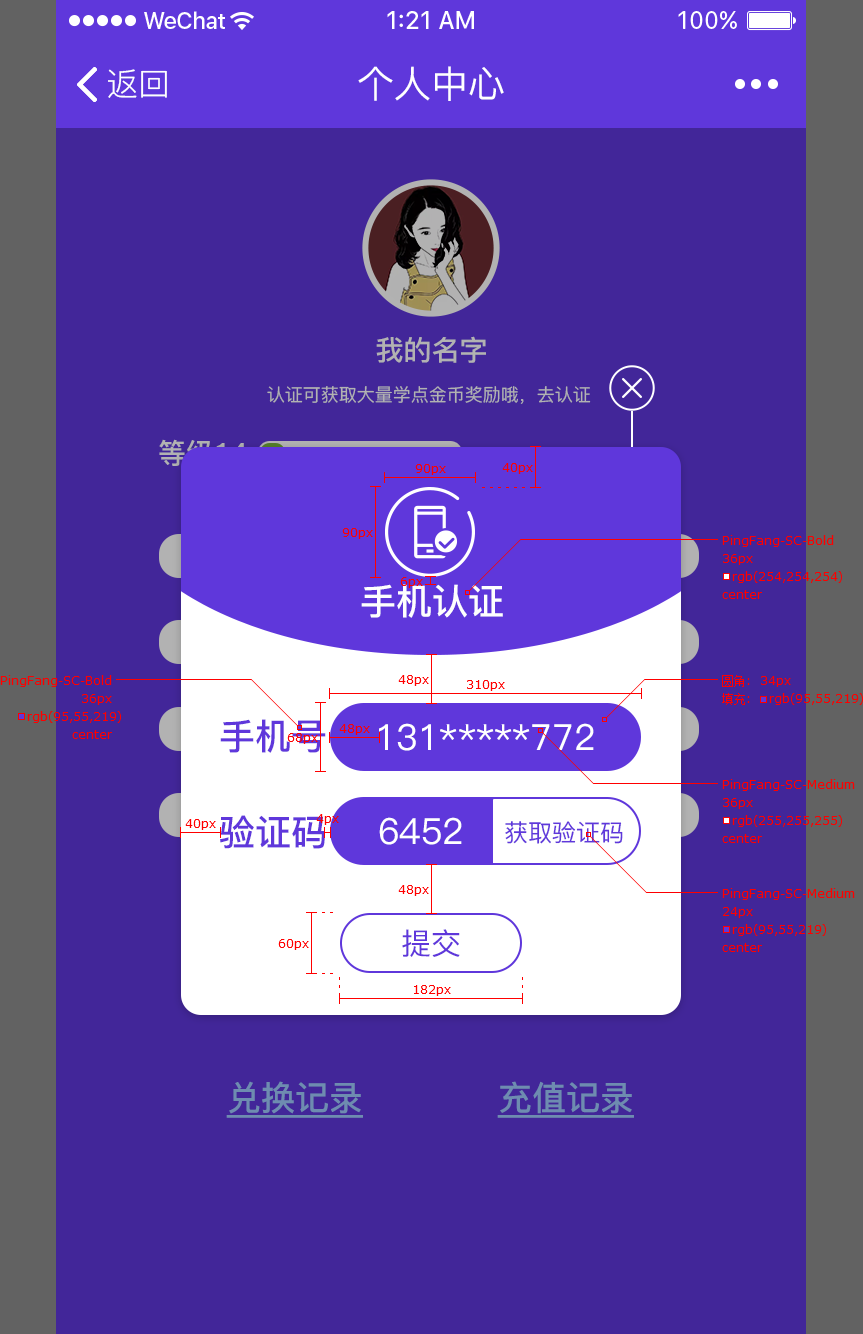 WeChat 1:21 AM 100%
返回 个人中心
我的名字
认证可获取大量学点金币奖励哦，去认证
等级14
90px
40px
90px
PingFang-SC-Bold
36px
rgb(254,254,254)
center
手机认证
48px
310px
PingFang-SC-Bold
36px
rgb(95,55,219)
center
圆角： 34px
填充： rgb(95,55,219)
手机号
68px
48px
131*****772
PingFang-SC-Medium
36px
rgb(255,255,255)
center
40px
验证码
4px
6452
获取验证码
48px
PingFang-SC-Medium
24px
rgb(95,55,219)
center
60px
提交
182px
兑换记录 充值记录